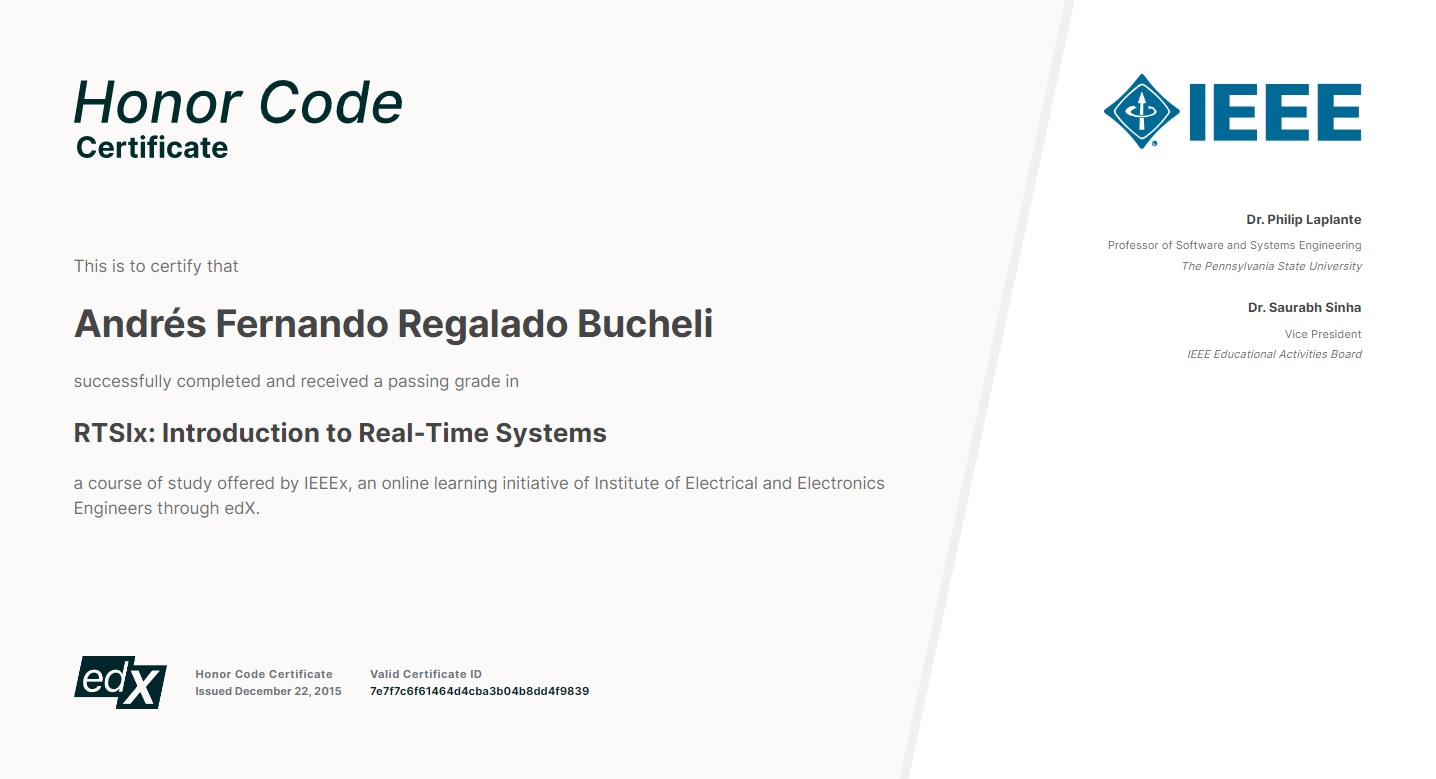 Honor Code
Certificate
This is to certify that
Andrés Fernando Regalado Bucheli
successfully completed and received a passing grade in
RTSIx: Introduction to Real-Time Systems
a course of study offered by IEEEx, an online learning initiative of Institute of Electrical and Electronics
Engineers through edX.
edX
Honor Code Certificate
Issued December 22, 2015
Valid Certificate ID
7e7f7c6f61464d4cba3b04b8dd4f9839
IEEE
Dr. Philip Laplante
Professor of Software and Systems Engineering
The Pennsylvania State University
Dr. Saurabh Sinha
Vice President
IEEE Educational Activities Board